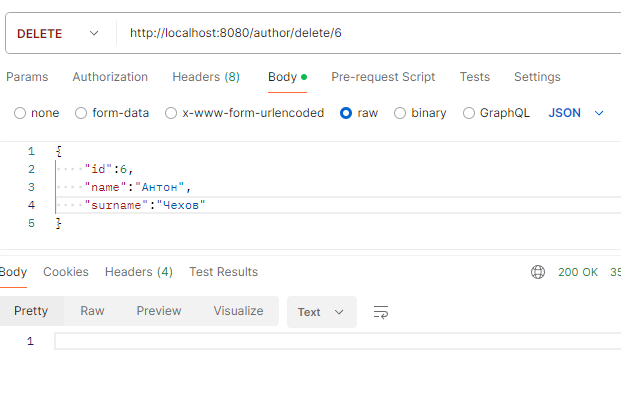 DELETE http://localhost:8080/author/delete/6
Params Authorization Headers (8) Body Pre-request Script Tests Settings
none form-data x-www-form-urlencoded raw binary GraphQL JSON
1 {
2 "id":6,
3 "name":"Антон",
4 "surname":"Чехов"
5 }
Body Cookies Headers (4) Test Results 200 OK 35
Pretty Raw Preview Visualize Text
1